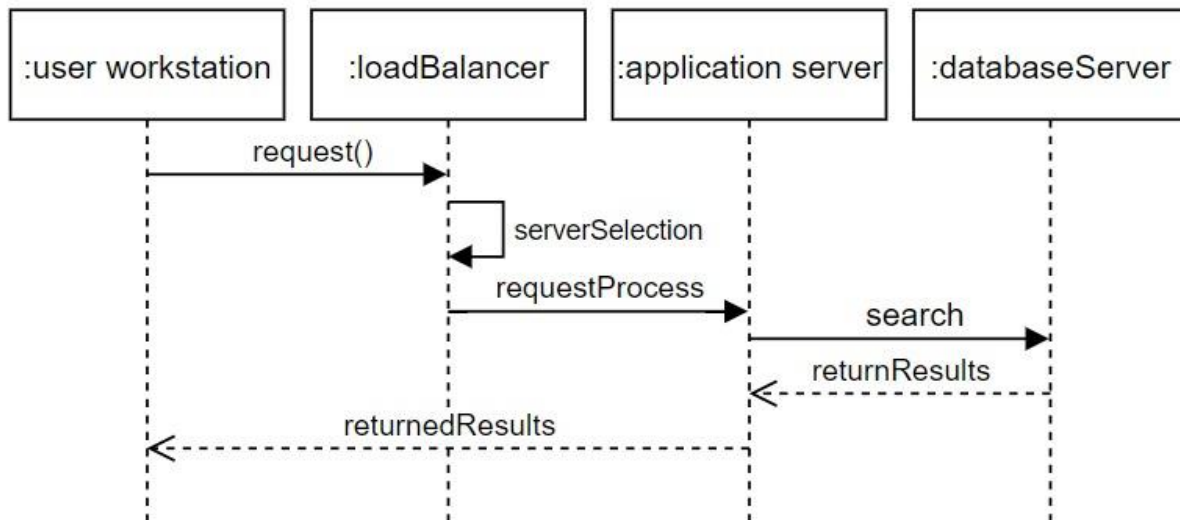 :user workstation
:loadBalancer
:application server
:databaseServer
request()
serverSelection
requestProcess
search
returnResults
returnedResults